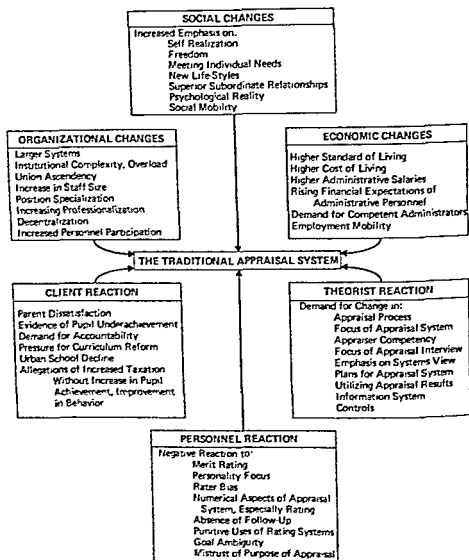 SOCIAL CHANGES
Increased Emphasis on:
Self Realization
Freedom
Meeting Individual Needs
New Life-Styles
Superior Subordinate Relationships
Psychological Reality
Social Mobility
ORGANIZATIONAL CHANGES
Larger Systems
Institutional Complexity, Overload
Union Ascendency
Increase in Staff Size
Position Specialization
Increasing Professionalization
Decentralization
Increased Personnel Participation
ECONOMIC CHANGES
Higher Standard of Living
Higher Cost of Living
Higher Administrative Salaries
Rising Financial Expectations of
Administrative Personnel
Demand for Competent Administrators
Employment Mobility
THE TRADITIONAL APPRAISAL SYSTEM
CLIENT REACTION
Parent Dissatisfaction
Evidence of Pupil Underachievement
Demand for Accountability
Pressure for Curriculum Reform
Urban School Decline
Allegations of Increased Taxation
Without Increase in Pupil
Achievement, Improvement
in Behavior
THEORIST REACTION
Demand for Change in:
Appraisal Process
Focus of Appraisal System
Appraiser Competency
Focus of Appraisal Interview
Emphasis on Systems View
Plans for Appraisal System
Utilizing Appraisal Results
Information System
Controls
PERSONNEL REACTION
Negative Reaction to:
Merit Rating
Personality Focus
Rater Bias
Numerical Aspects of Appraisal
System, Especially Rating
Absence of Follow-Up
Punitive Uses of Rating Systems
Goal Ambiguity
Mistrust of Purpose of Appraisal